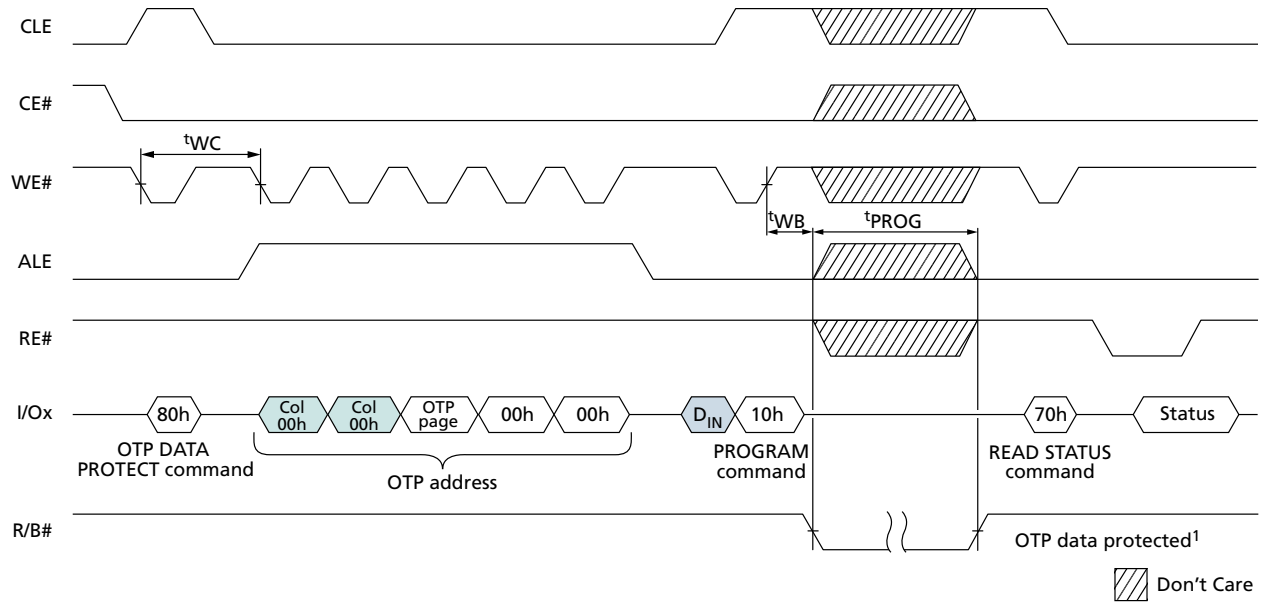 CLE
CE#
tWC
WE#
tWB
tPROG
ALE
RE#
I/Ox
80h
Col
00h
Col
00h
OTP
page
00h
00h
DIN
10h
70h
Status
OTP DATA
PROTECT command
OTP address
PROGRAM
command
READ STATUS
command
R/B#
OTP data protected1
Don't Care